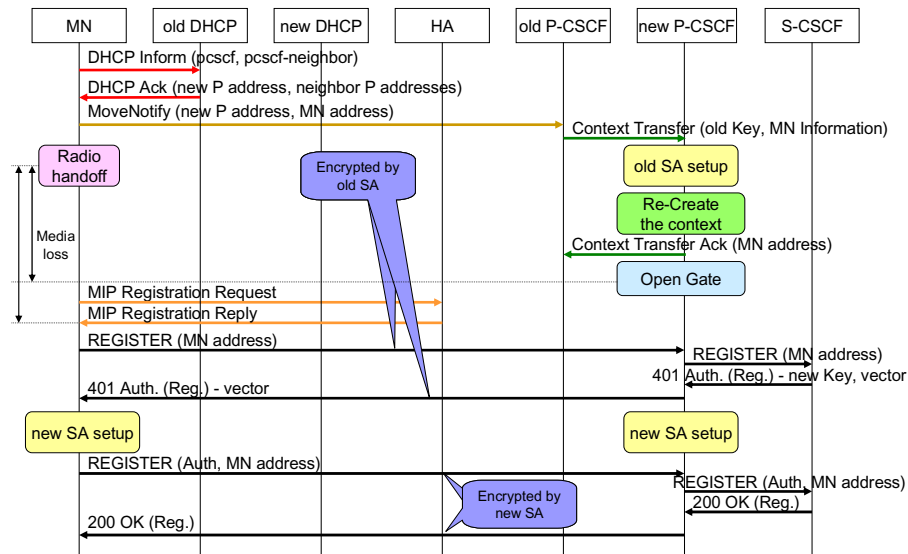 MN
old DHCP
new DHCP
HA
old P-CSCF
new P-CSCF
S-CSCF
DHCP Inform (pcscf, pcscf-neighbor)
DHCP Ack (new P address, neighbor P addresses)
MoveNotify (new P address, MN address)
Context Transfer (old Key, MN Information)
Radio
handoff
Encrypted by
old SA
old SA setup
Re-Create
the context
Media
loss
Context Transfer Ack (MN address)
Open Gate
MIP Registration Request
MIP Registration Reply
REGISTER (MN address)
REGISTER (MN address)
401 Auth. (Reg.) - new Key, vector
401 Auth. (Reg.) - vector
new SA setup
new SA setup
REGISTER (Auth, MN address)
REGISTER (Auth, MN address)
Encrypted by
new SA
200 OK (Reg.)
200 OK (Reg.)